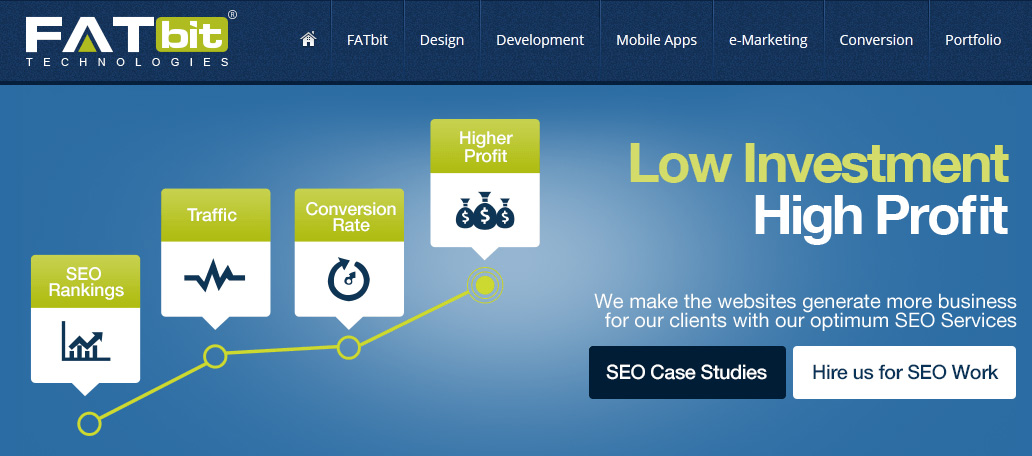 FATbit®
TECHNOLOGIES
FATbit
Design
Development
Mobile Apps
e-Marketing
Conversion
Portfolio
SEO
Rankings
Traffic
Conversion
Rate
Higher
Profit
$ $ $
Low Investment
High Profit
We make the websites generate more business
for our clients with our optimum SEO Services
SEO Case Studies
Hire us for SEO Work